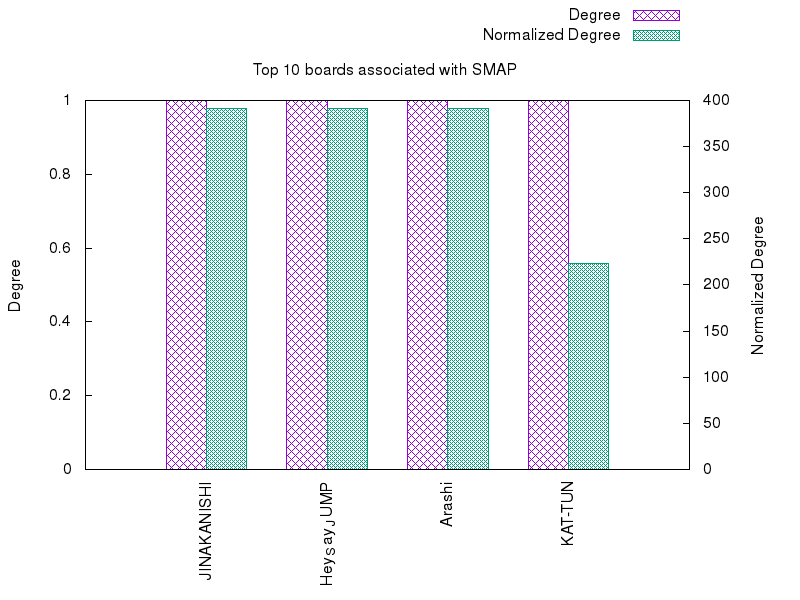 Degree
Normalized Degree
Top 10 boards associated with SMAP
1
0.8
0.6
0.4
0.2
0
Degree
400
350
300
250
200
150
100
50
0
Normalized Degree
JINAKANISHI
HeySayJUMP
Arashi
KAT-TUN